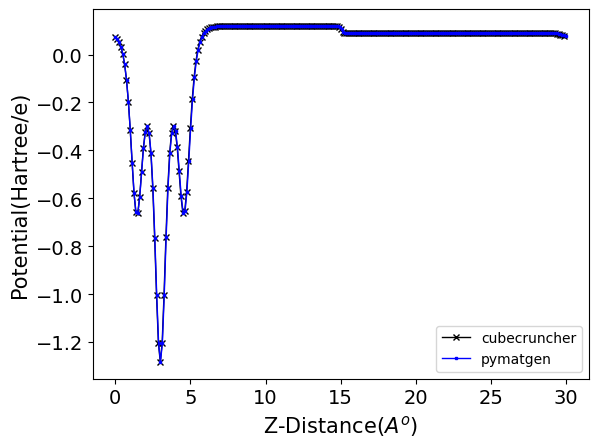 0.0
−0.2
−0.4
−0.6
−0.8
−1.0
−1.2
Potential(Hartree/e)
cubecruncher
pymatgen
0 5 10 15 20 25 30
Z-Distance(Aᵒ)